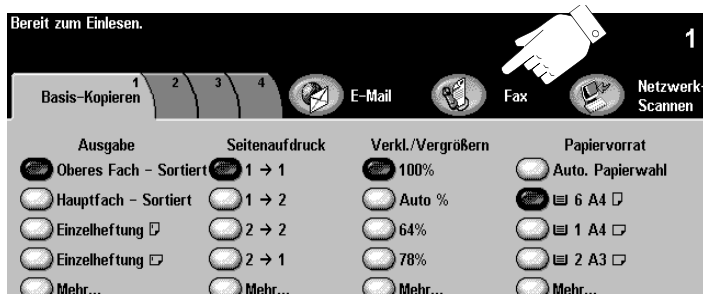 Bereit zum Einlesen.
1
1 2 3 4
Basis-Kopieren E-Mail Fax Netzwerk-
Scannen
Ausgabe Seitenaufdruck Verkl./Vergrößern Papiervorrat
Oberes Fach - Sortiert 1 → 1 100% Auto. Papierwahl
Hauptfach - Sortiert 1 → 2 Auto % 6 A4
Einzelheftung 2 → 2 64% 1 A4
Einzelheftung 2 → 1 78% 2 A3
Mehr... Mehr... Mehr... Mehr...